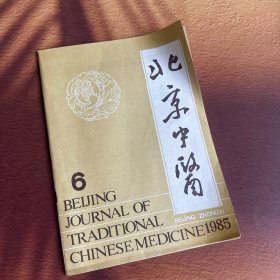 北京中醫
BEIJING ZHONGYI
6
BEIJING
JOURNAL OF
TRADITIONAL
CHINESE MEDICINE 1985